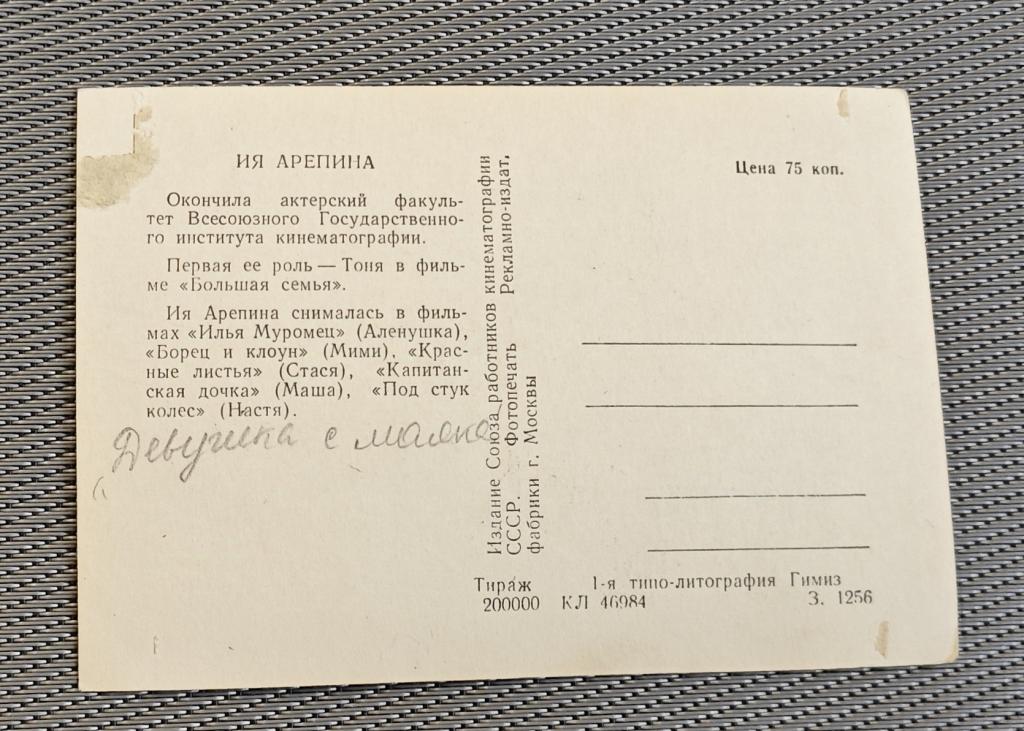 ИЯ АРЕПИНА
Окончила актерский факуль-
тет Всесоюзного Государственно-
го института кинематографии.
Первая ее роль — Тоня в филь-
ме «Большая семья».
Ия Арепина снималась в филь-
мах «Илья Муромец» (Аленушка),
«Борец и клоун» (Мими), «Крас-
ные листья» (Стася), «Капитан-
ская дочка» (Маша), «Под стук
колес» (Настя).
Девушка с маяка
Издание Союза работников кинематографии
СССР. Фотопечать Рекламно-издат.
фабрики г. Москвы
Цена 75 коп.
Тираж 1-я типо-литография Гимиз
200000 КЛ 46984 З. 1256